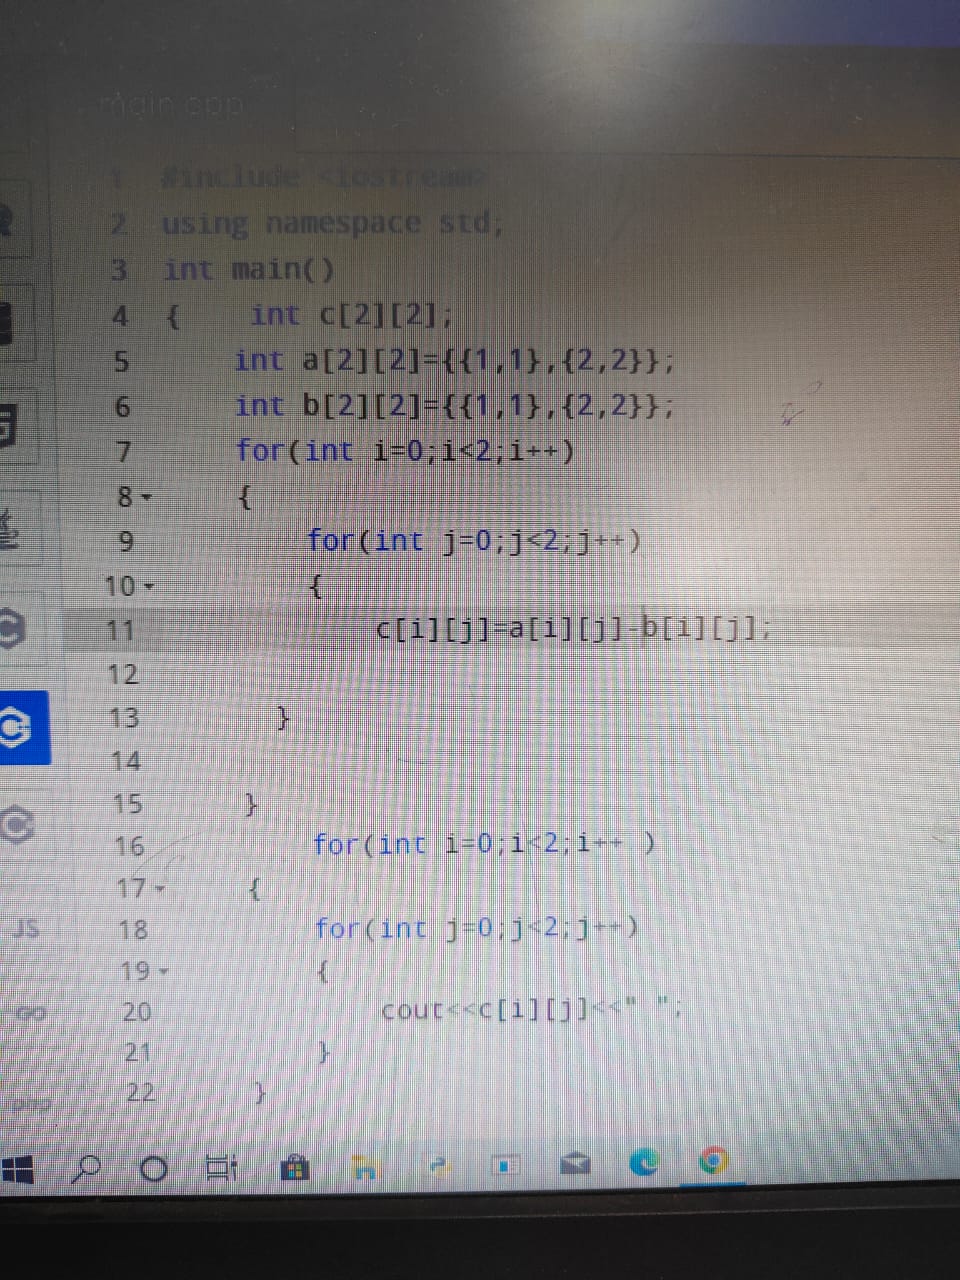 main.cpp
1 #include <iostream>
2 using namespace std;
3 int main()
4 { int c[2][2];
5 int a[2][2]={{1,1},{2,2}};
6 int b[2][2]={{1,1},{2,2}};
7 for(int i=0;i<2;i++)
8 {
9 for(int j=0;j<2;j++)
10 {
11 c[i][j]=a[i][j]-b[i][j];
12
13 }
14
15 }
16 for(int i=0;i<2;i++ )
17 {
18 for(int j=0;j<2;j++)
19 {
20 cout<<c[i][j]<<" ";
21 }
22 }
JS
GO
php